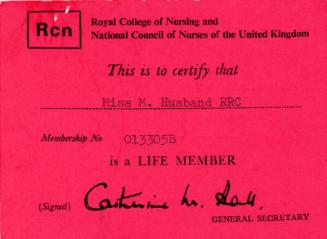 Rcn
Royal College of Nursing and
National Council of Nurses of the United Kingdom
This is to certify that
Miss M. Husband RRC
Membership No 013305B
is a LIFE MEMBER
(Signed) Catherine M. Hall.
GENERAL SECRETARY